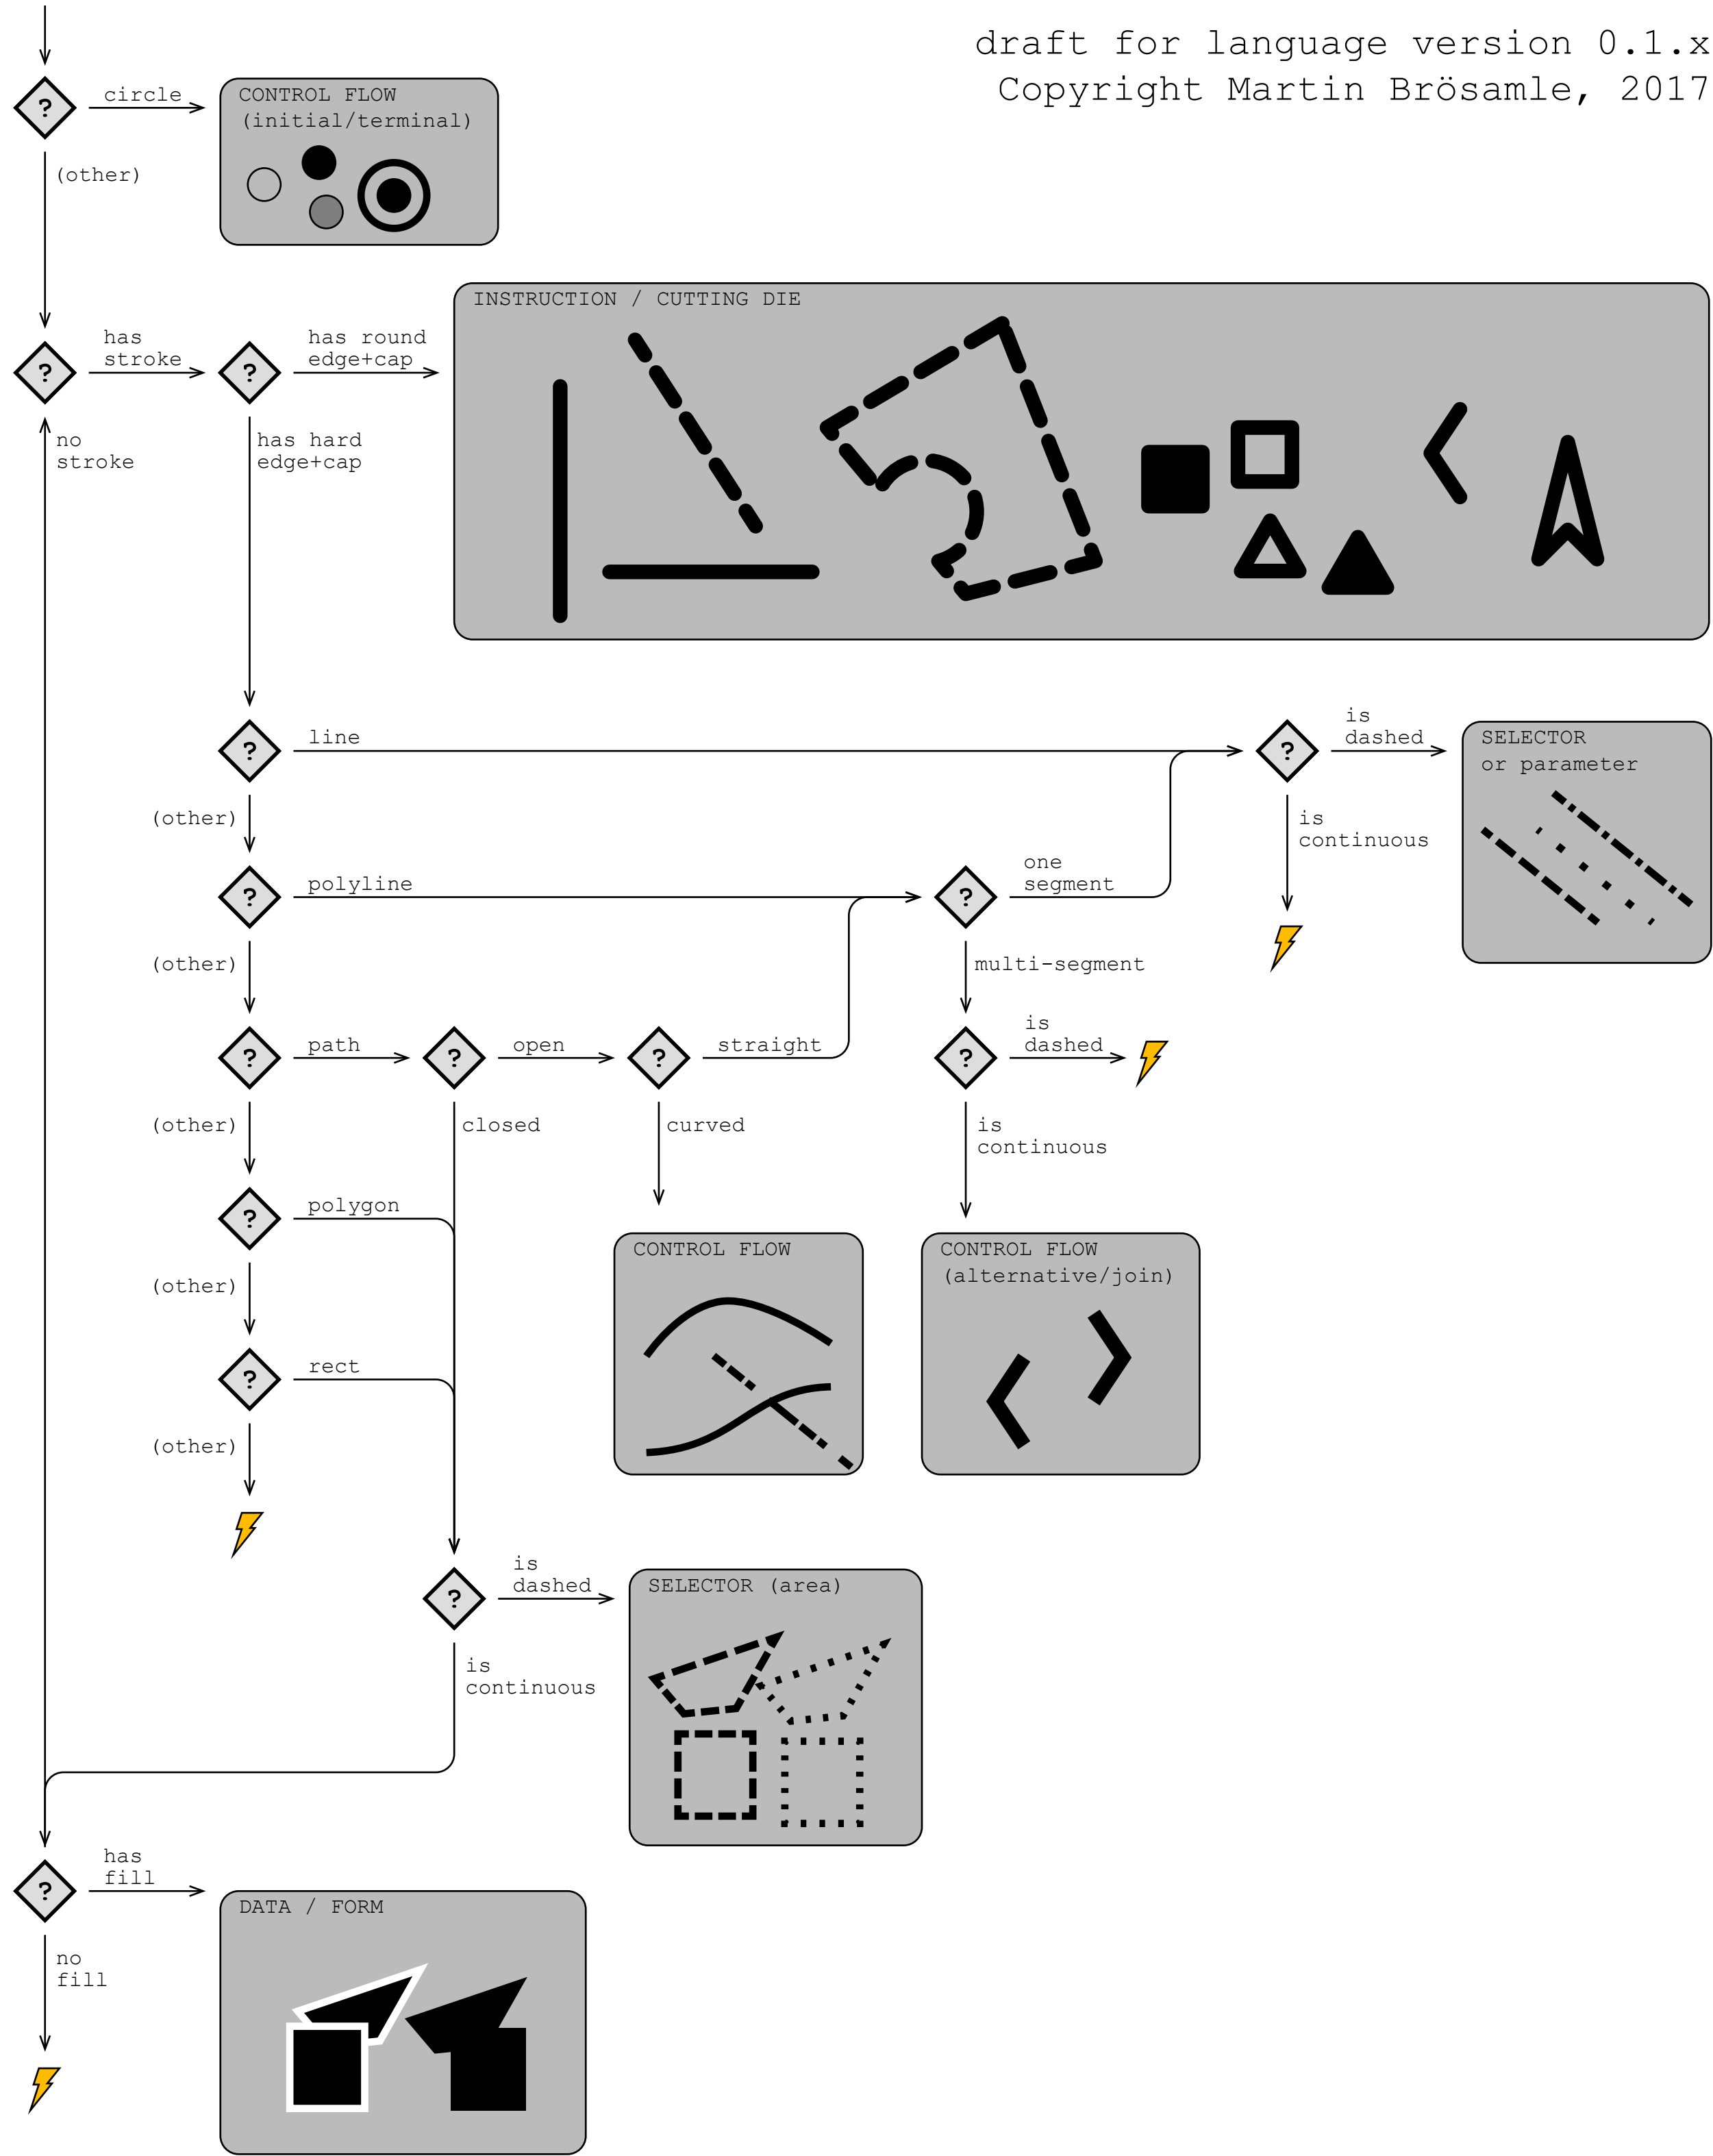 draft for language version 0.1.x
Copyright Martin Brösamle, 2017
?
circle
CONTROL FLOW
(initial/terminal)
(other)
?
has
stroke
?
has round
edge+cap
INSTRUCTION / CUTTING DIE
no
stroke
has hard
edge+cap
?
line
?
is
dashed
SELECTOR
or parameter
(other)
is
continuous
?
polyline
?
one
segment
(other)
multi-segment
?
path
?
open
?
straight
?
is
dashed
(other)
closed
curved
is
continuous
?
polygon
CONTROL FLOW
CONTROL FLOW
(alternative/join)
(other)
?
rect
(other)
?
is
dashed
SELECTOR (area)
is
continuous
?
has
fill
DATA / FORM
no
fill